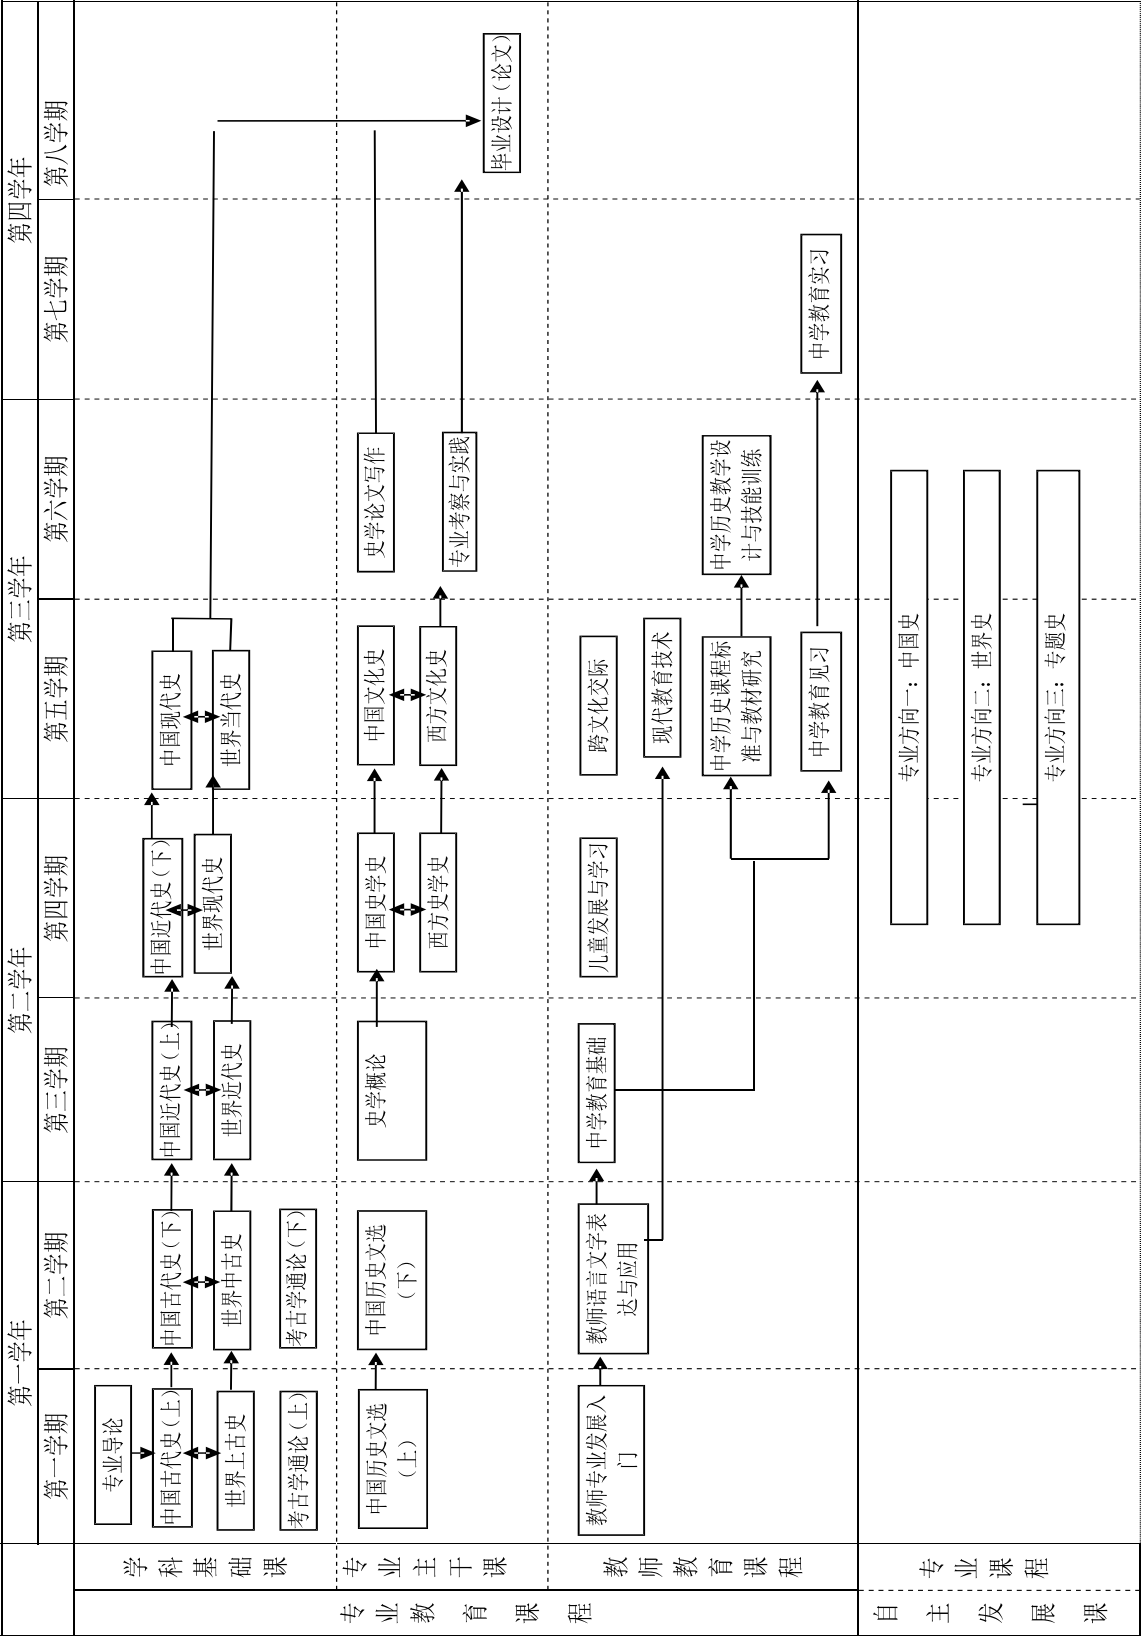 第一学年
第二学年
第三学年
第四学年
第一学期
第二学期
第三学期
第四学期
第五学期
第六学期
第七学期
第八学期
专业教育课程
学科基础课
专业导论
中国古代史（上）
中国古代史（下）
中国近代史（上）
中国近代史（下）
中国现代史
世界上古史
世界中古史
世界近代史
世界现代史
世界当代史
考古学通论（上）
考古学通论（下）
专业主干课
中国历史文选
（上）
中国历史文选
（下）
史学概论
中国史学史
中国文化史
史学论文写作
西方史学史
西方文化史
专业考察与实践
毕业设计（论文）
教师教育课程
教师专业发展入
门
教师语言文字表
达与应用
中学教育基础
儿童发展与学习
跨文化交际
现代教育技术
中学历史课程标
准与教材研究
中学历史教学设
计与技能训练
中学教育见习
中学教育实习
自主发展课
专业课程
专业方向一：中国史
专业方向二：世界史
专业方向三：专题史